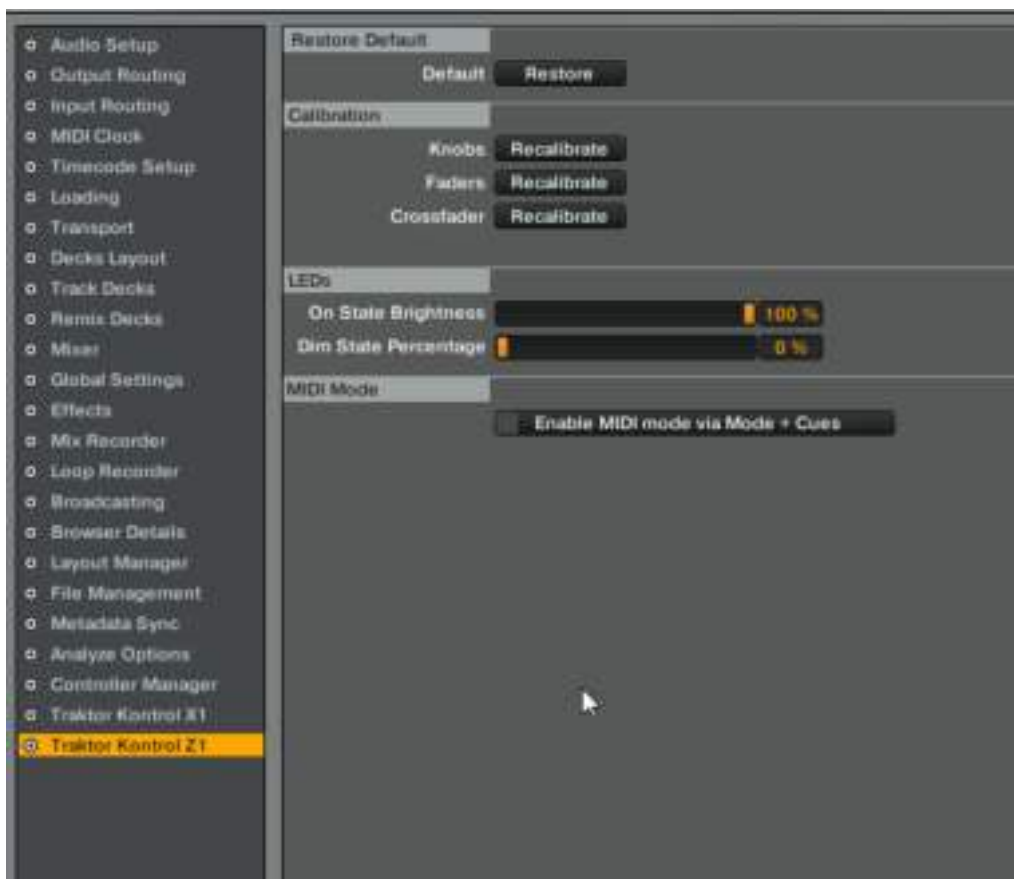 Audio Setup
Output Routing
Input Routing
MIDI Clock
Timecode Setup
Loading
Transport
Decks Layout
Track Decks
Remix Decks
Mixer
Global Settings
Effects
Mix Recorder
Loop Recorder
Broadcasting
Browser Details
Layout Manager
File Management
Metadata Sync
Analyze Options
Controller Manager
Traktor Kontrol X1
Traktor Kontrol Z1
Restore Default
Default Restore
Calibration
Knobs Recalibrate
Faders Recalibrate
Crossfader Recalibrate
LEDs
On State Brightness 100 %
Dim State Percentage 0 %
MIDI Mode
Enable MIDI mode via Mode + Cues